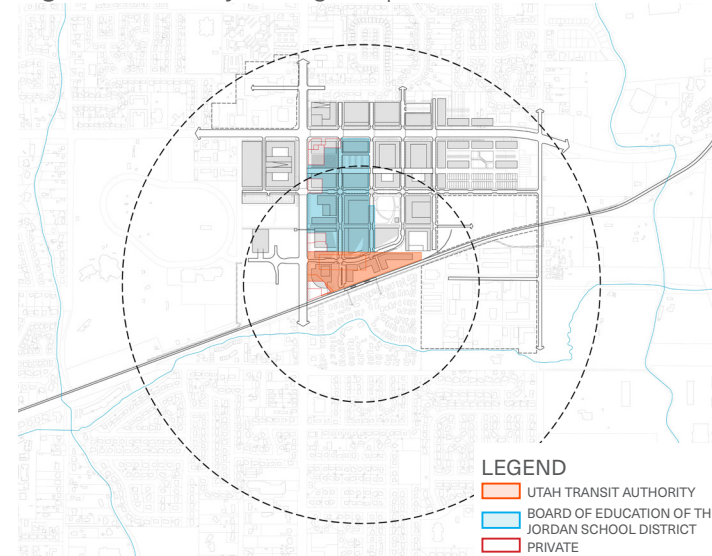 LEGEND
UTAH TRANSIT AUTHORITY
BOARD OF EDUCATION OF TH
JORDAN SCHOOL DISTRICT
PRIVATE